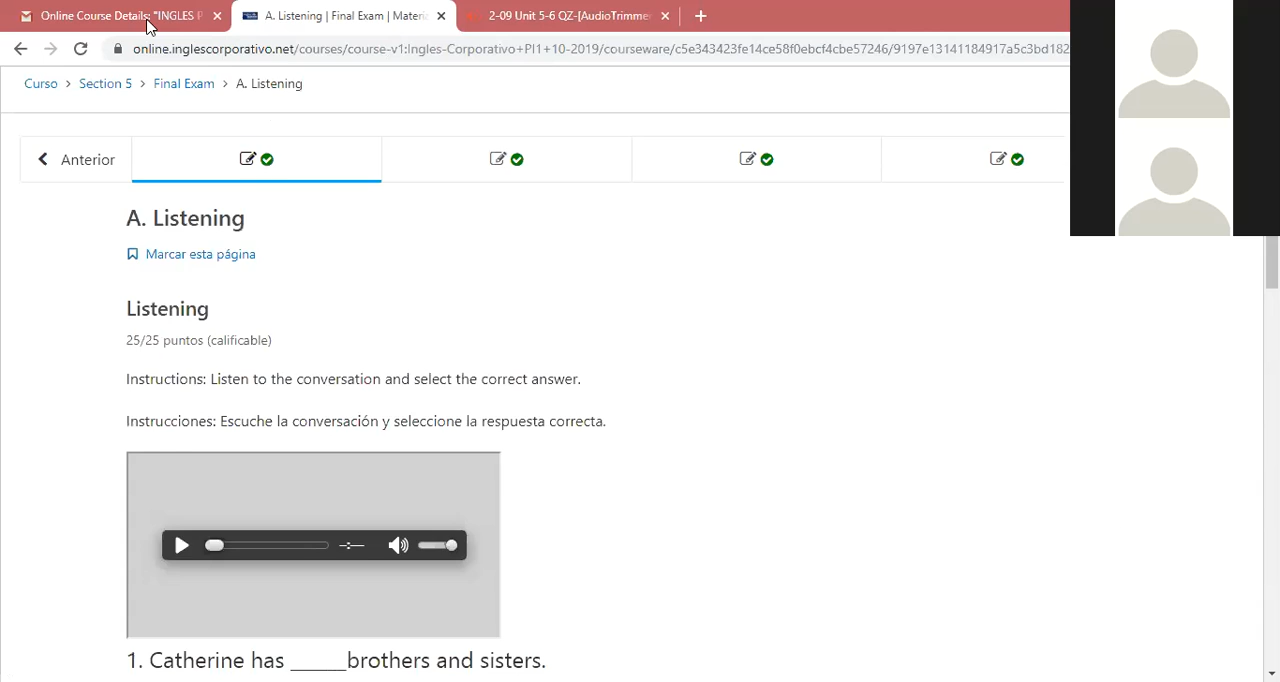 Online Course Details: "INGLES P
A. Listening | Final Exam | Materia
2-09 Unit 5-6 QZ-[AudioTrimmer
online.inglescorporativo.net/courses/course-v1:Ingles-Corporativo+PI1+10-2019/courseware/c5e343423fe14ce58f0ebcf4cbe57246/9197e13141184917a5c3bd182
Curso > Section 5 > Final Exam > A. Listening
Anterior
A. Listening
Marcar esta página
Listening
25/25 puntos (calificable)
Instructions: Listen to the conversation and select the correct answer.
Instrucciones: Escuche la conversación y seleccione la respuesta correcta.
-:--
1. Catherine has _____brothers and sisters.